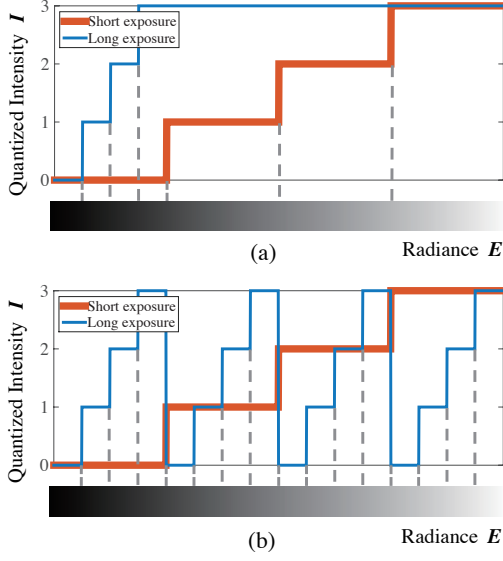 3
Short exposure
Long exposure
2
1
0
Quantized Intensity I
(a)
Radiance E
3
Short exposure
Long exposure
2
1
0
Quantized Intensity I
(b)
Radiance E